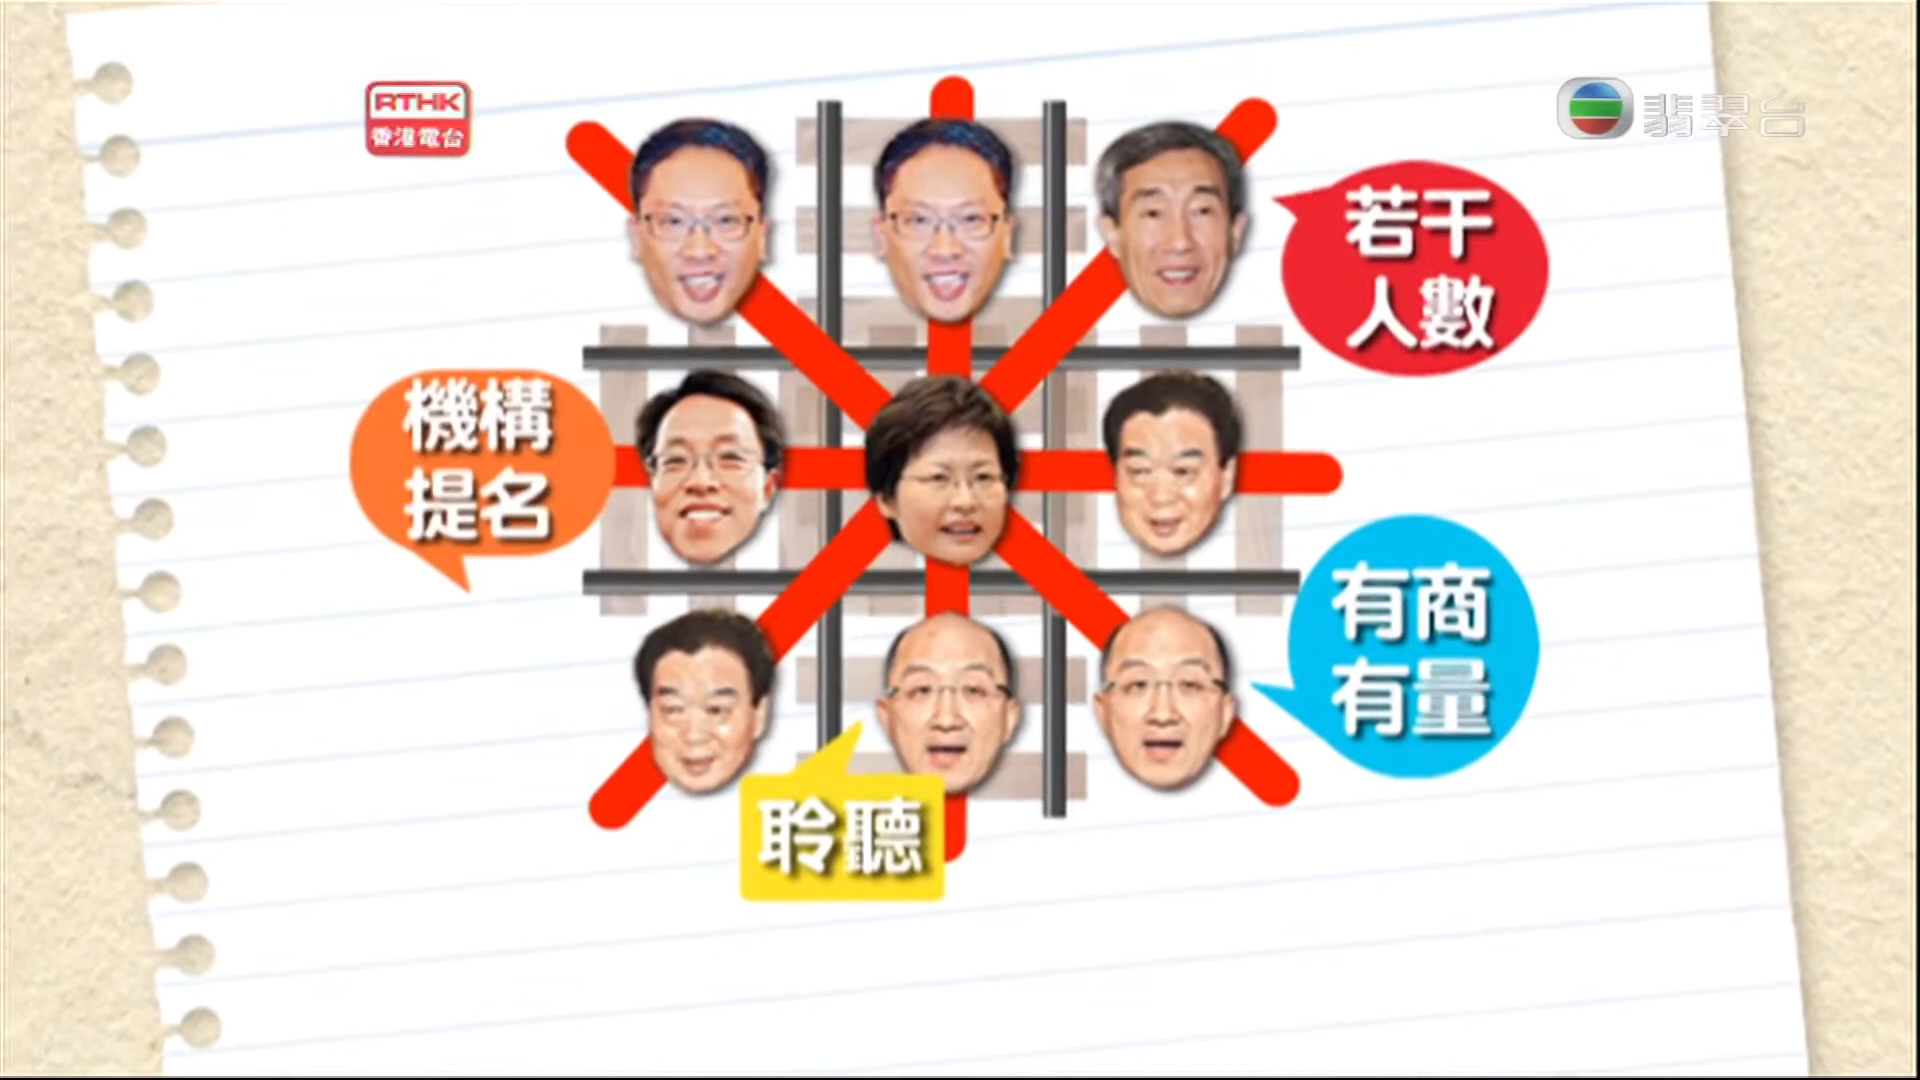 RTHK
香港電台
翡翠台
若干
人數
機構
提名
有商
有量
聆聽